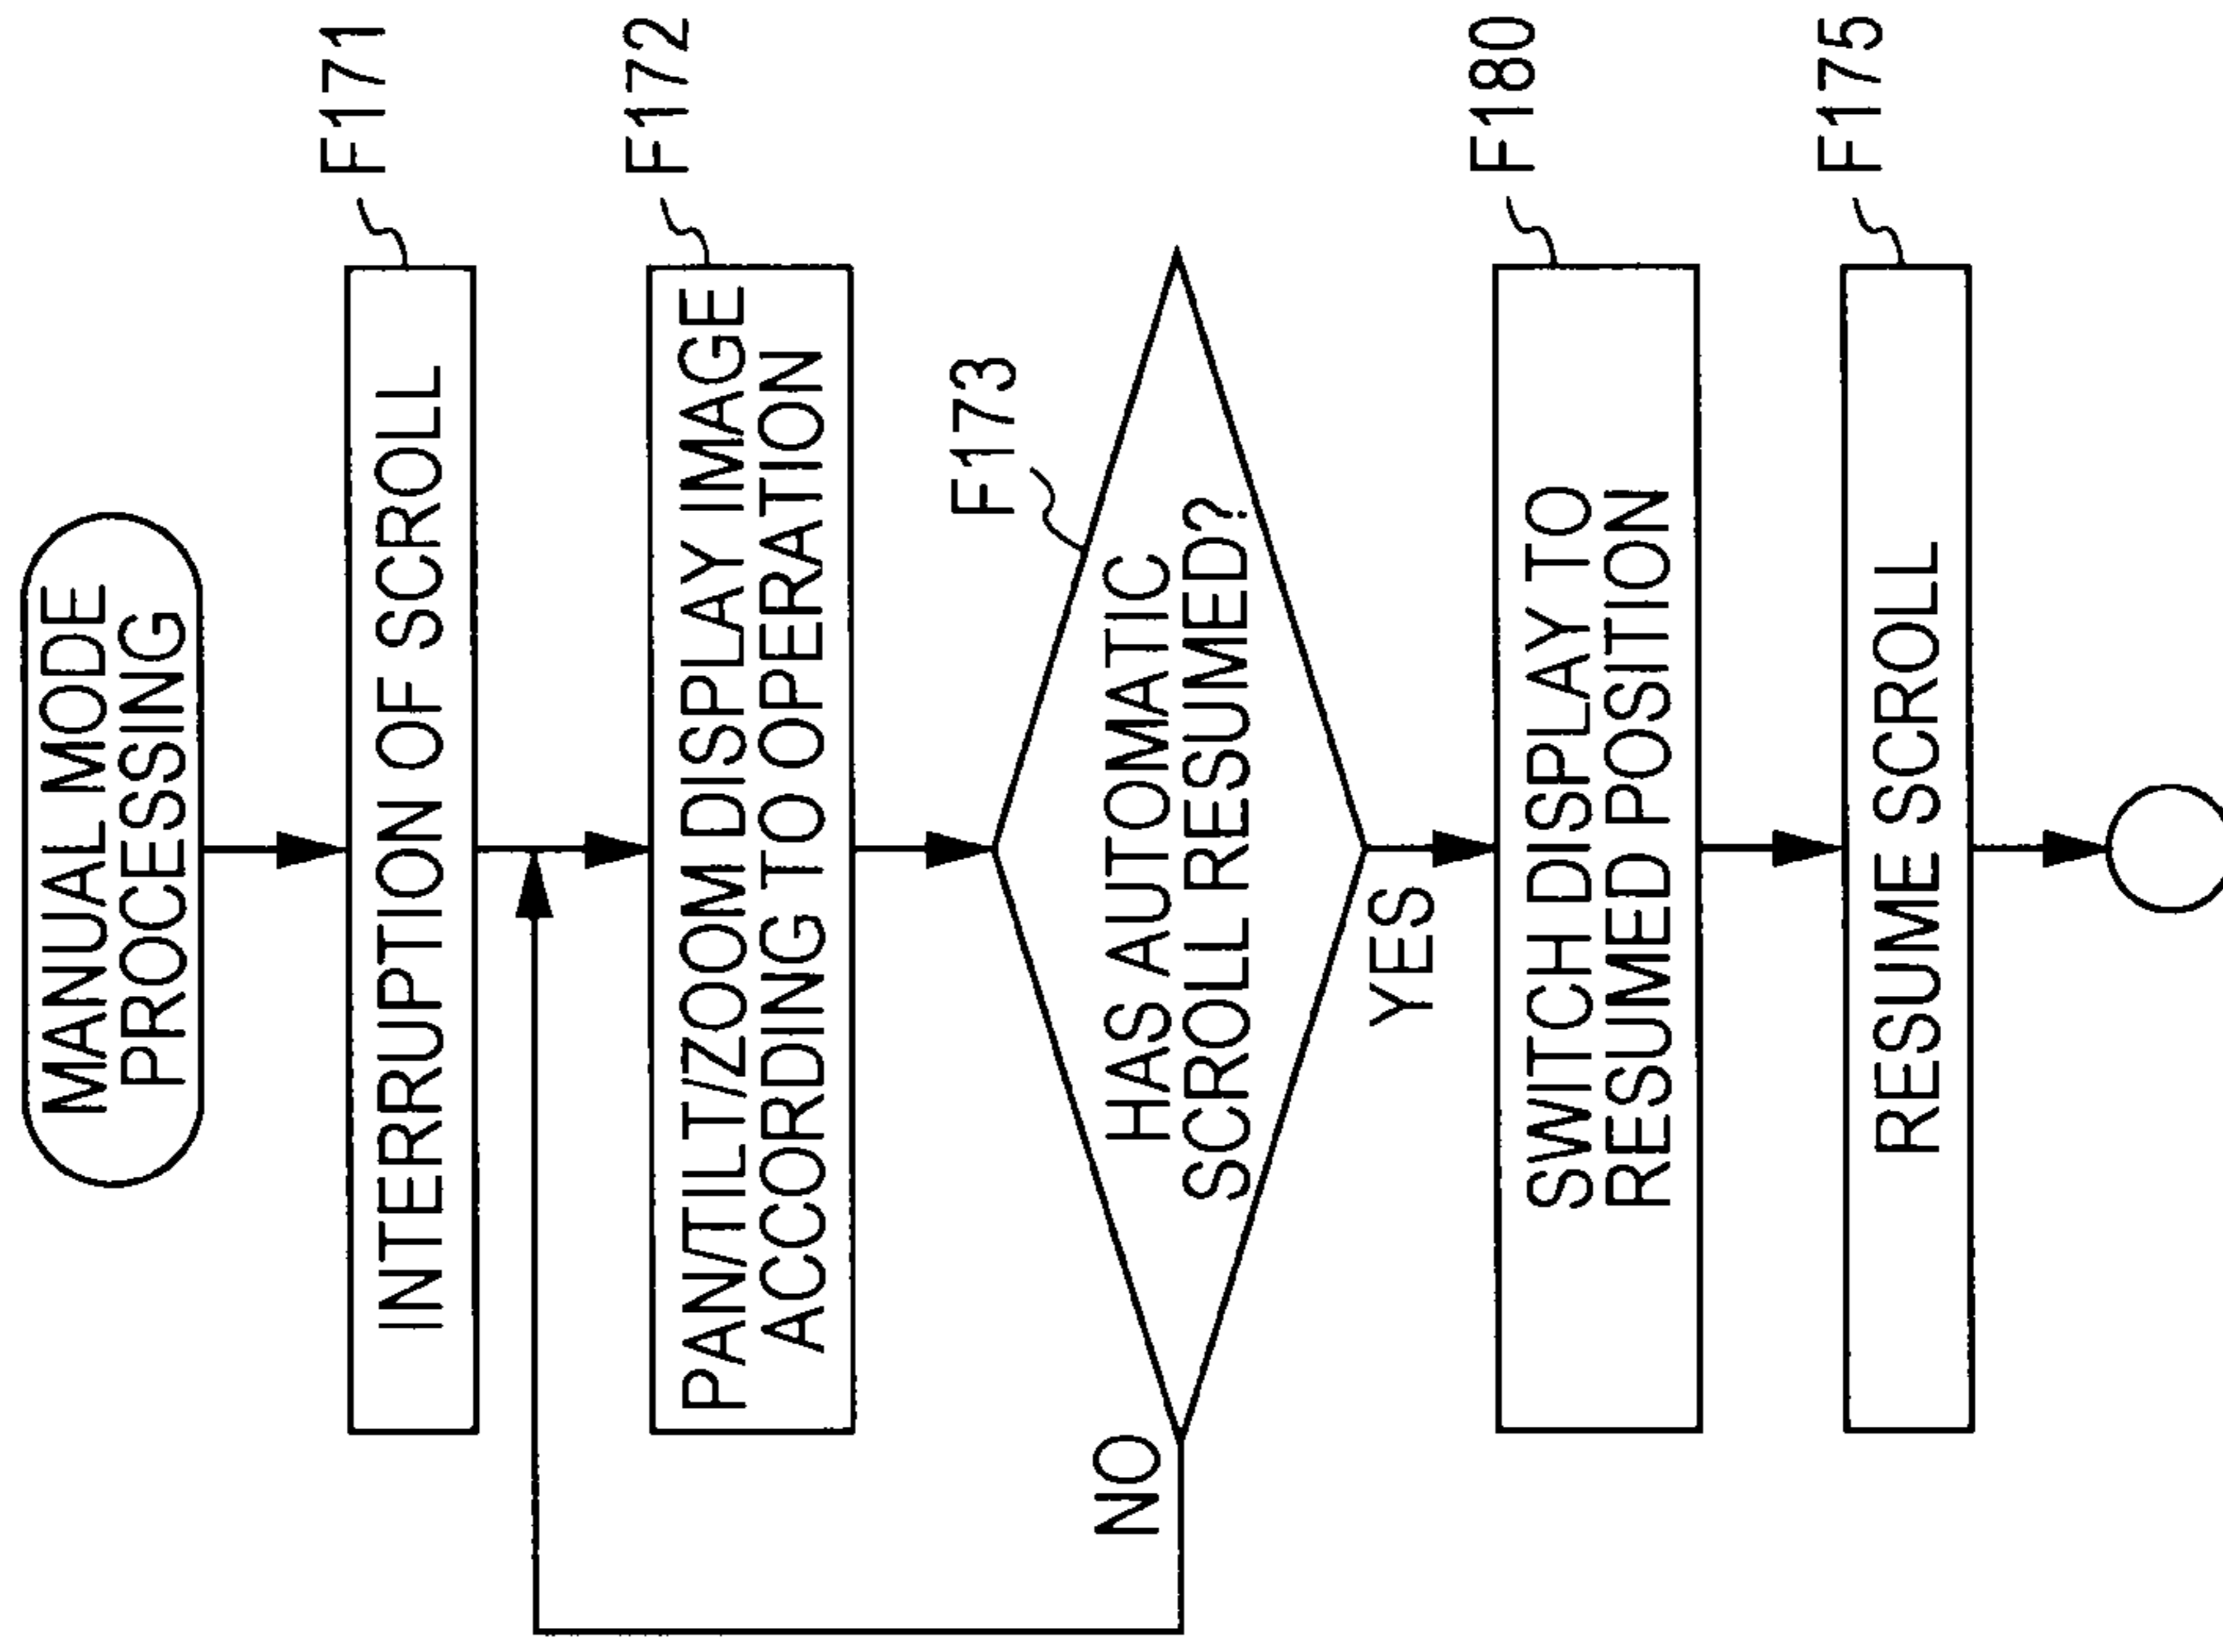 MANUAL MODE
PROCESSING
F171
INTERRUPTION OF SCROLL
F172
PAN/TILT/ZOOM DISPLAY IMAGE
ACCORDING TO OPERATION
F173
HAS AUTOMATIC
SCROLL RESUMED?
NO
YES
F180
SWITCH DISPLAY TO
RESUMED POSITION
F175
RESUME SCROLL